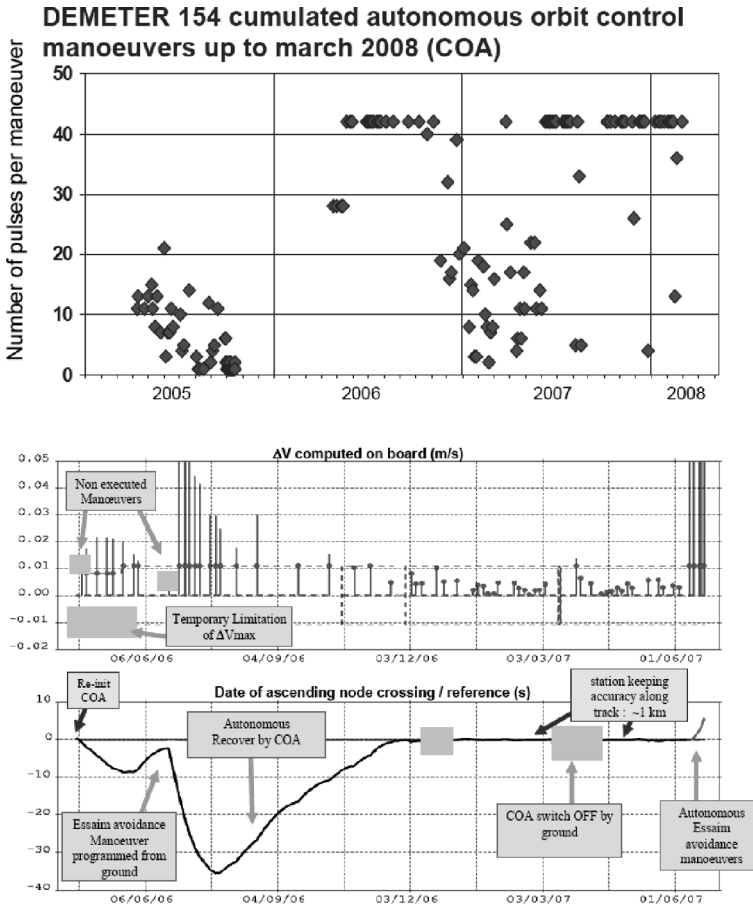 DEMETER 154 cumulated autonomous orbit control
manoeuvers up to march 2008 (COA)
Number of pulses per manoeuver
50
40
30
20
10
0
2005
2006
2007
2008
ΔV computed on board (m/s)
0.05
0.04
0.03
0.02
0.01
0.00
-0.01
-0.02
Non executed
Manœuvers
Temporary Limitation
of ΔVmax
06/06/06
04/09/06
03/12/06
03/03/07
01/06/07
Date of ascending node crossing / reference (s)
10
0
-10
-20
-30
-40
Re-init
COA
Autonomous
Recover by COA
station keeping
accuracy along
track : ~1 km
Essaim avoidance
Manoeuver
programmed from
ground
COA switch OFF by
ground
Autonomous
Essaim
avoidance
manoeuvers
06/06/06
04/09/06
03/12/06
03/03/07
01/06/07